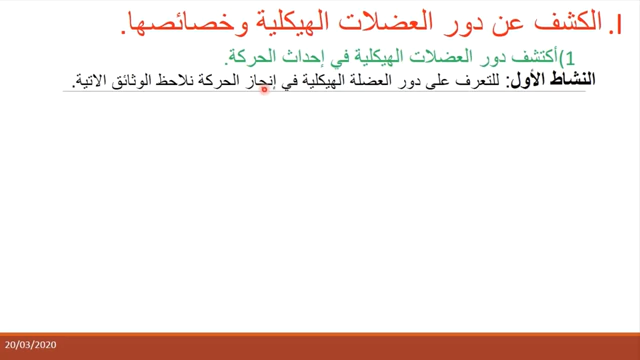 I. الكشف عن دور العضلات الهيكلية وخصائصها.
1)أكتشف دور العضلات الهيكلية في إحداث الحركة.
النشاط الأول: للتعرف على دور العضلة الهيكلية في إنجاز الحركة نلاحظ الوثائق الاتية.
20/03/2020